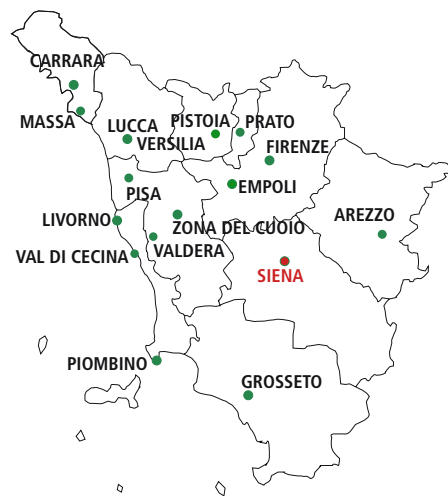 CARRARA
MASSA
LUCCA
VERSILIA
PISTOIA
PRATO
FIRENZE
EMPOLI
PISA
LIVORNO
ZONA DEL CUOIO
AREZZO
VAL DI CECINA
VALDERA
SIENA
PIOMBINO
GROSSETO